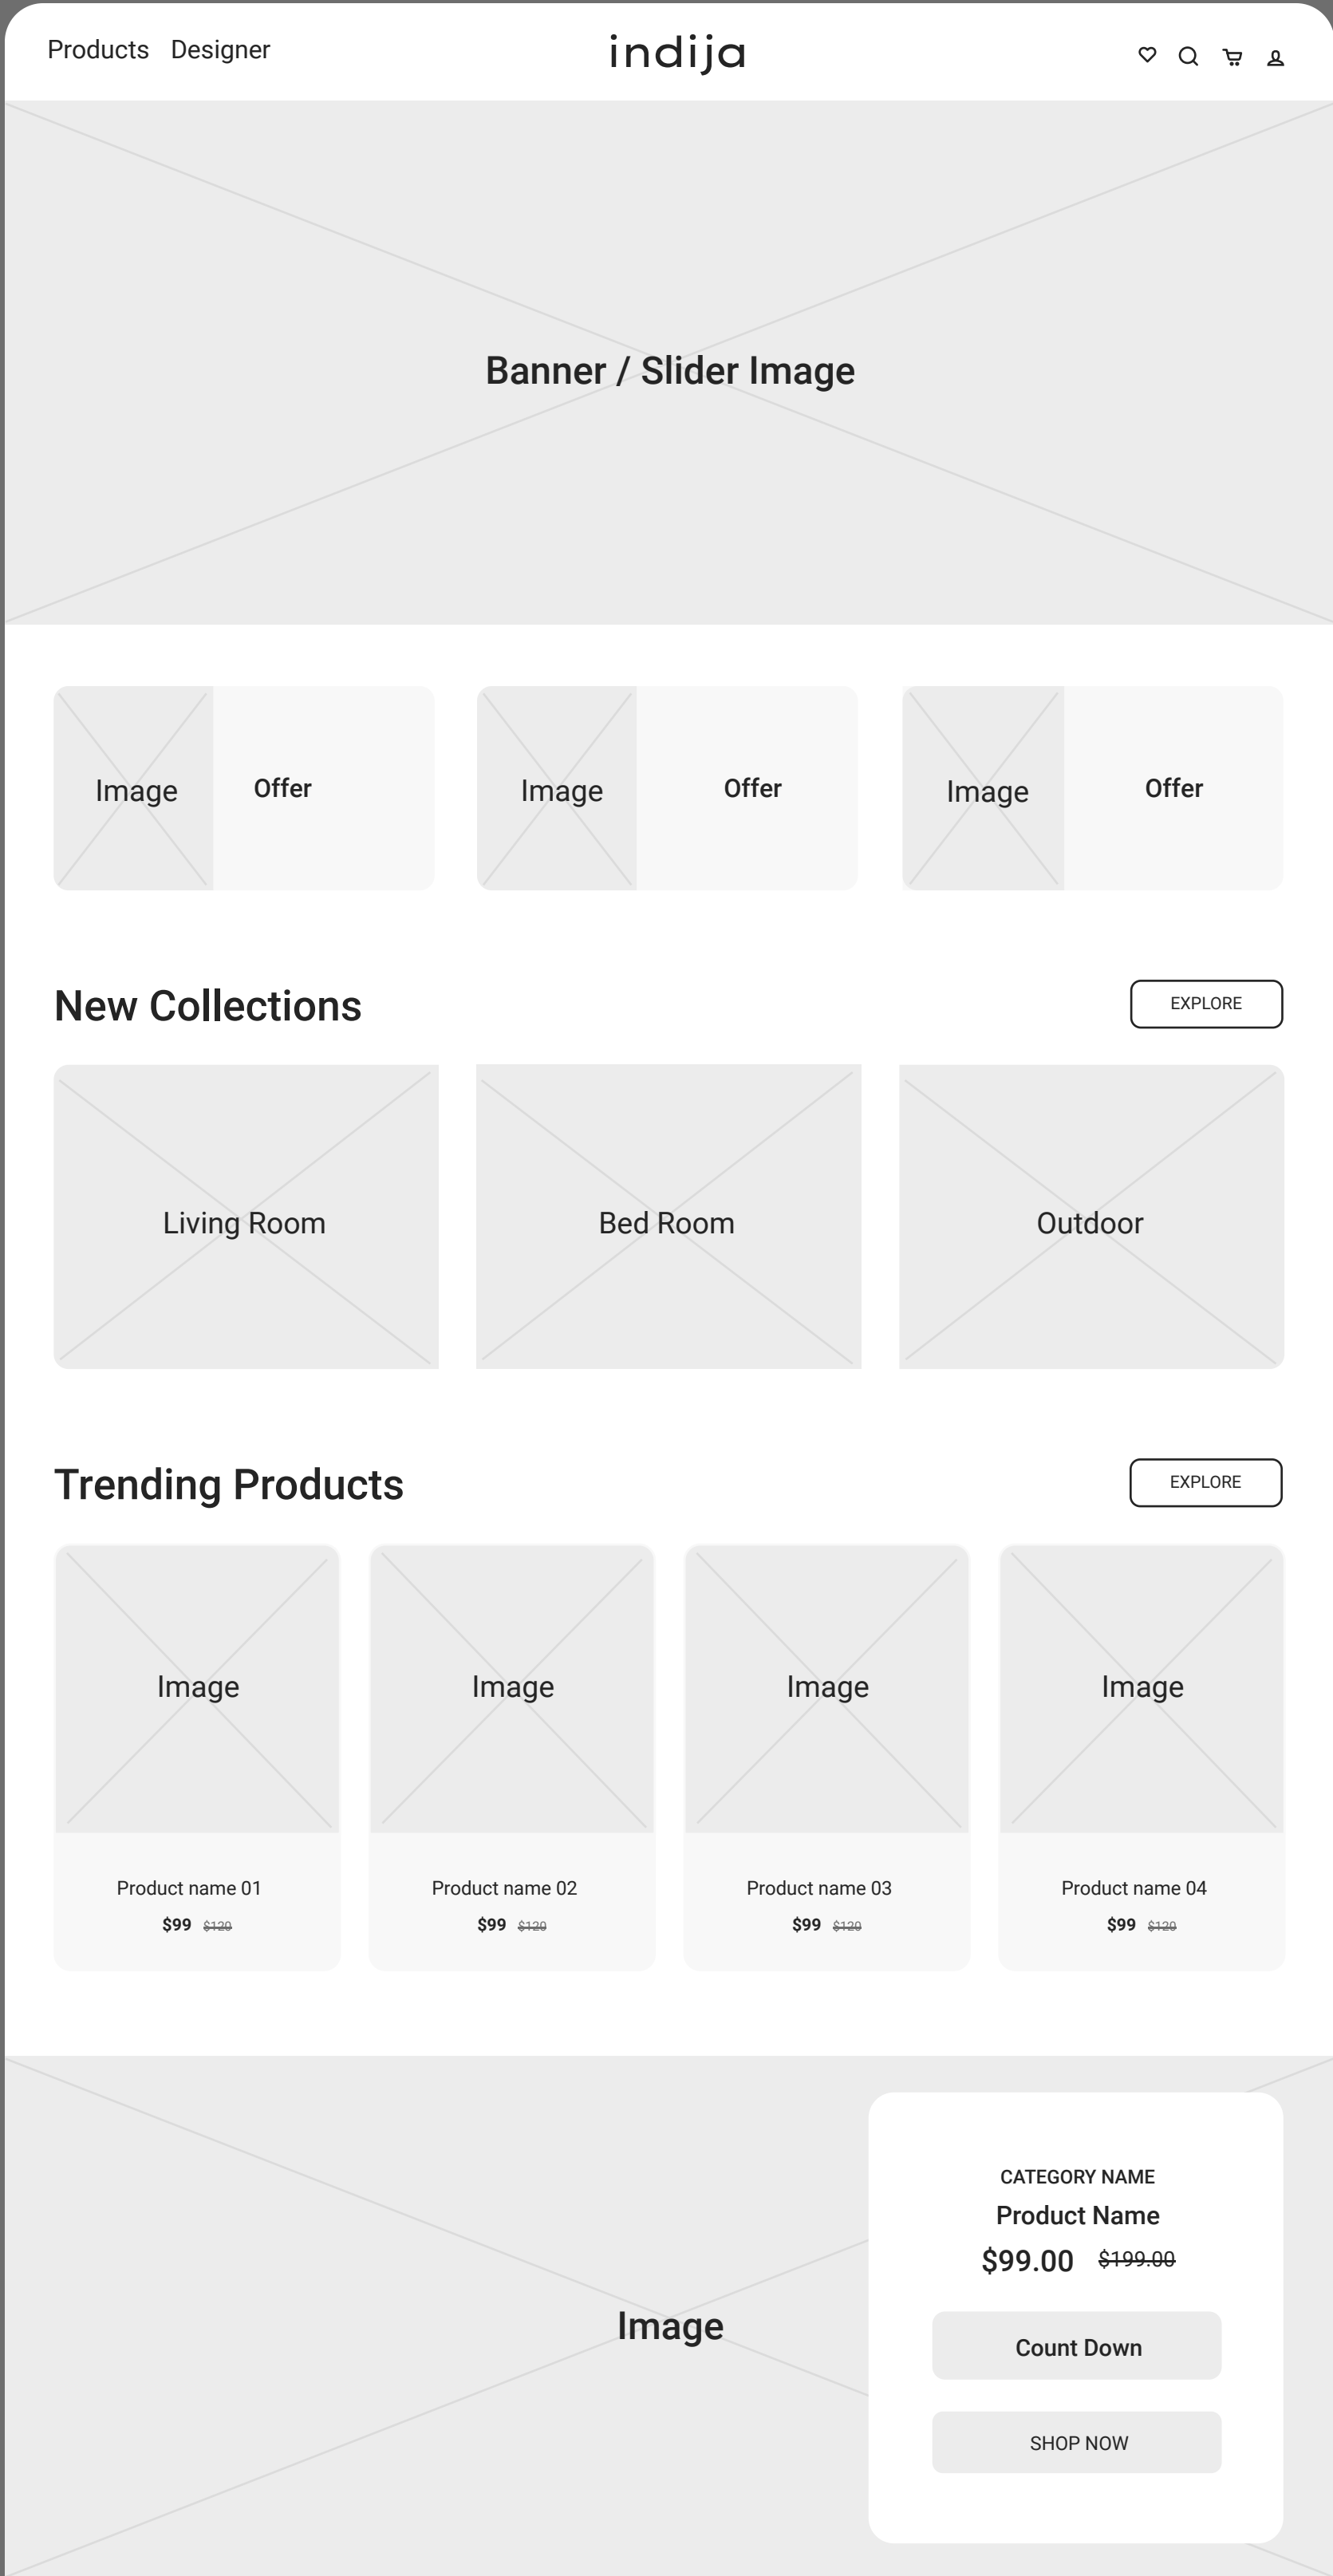 Products Designer indija
Banner / Slider Image
Image Offer Image Offer Image Offer
New Collections EXPLORE
Living Room Bed Room Outdoor
Trending Products EXPLORE
Image Image Image Image
Product name 01 Product name 02 Product name 03 Product name 04
$99 $120 $99 $120 $99 $120 $99 $120
Image
CATEGORY NAME
Product Name
$99.00 $199.00
Count Down
SHOP NOW